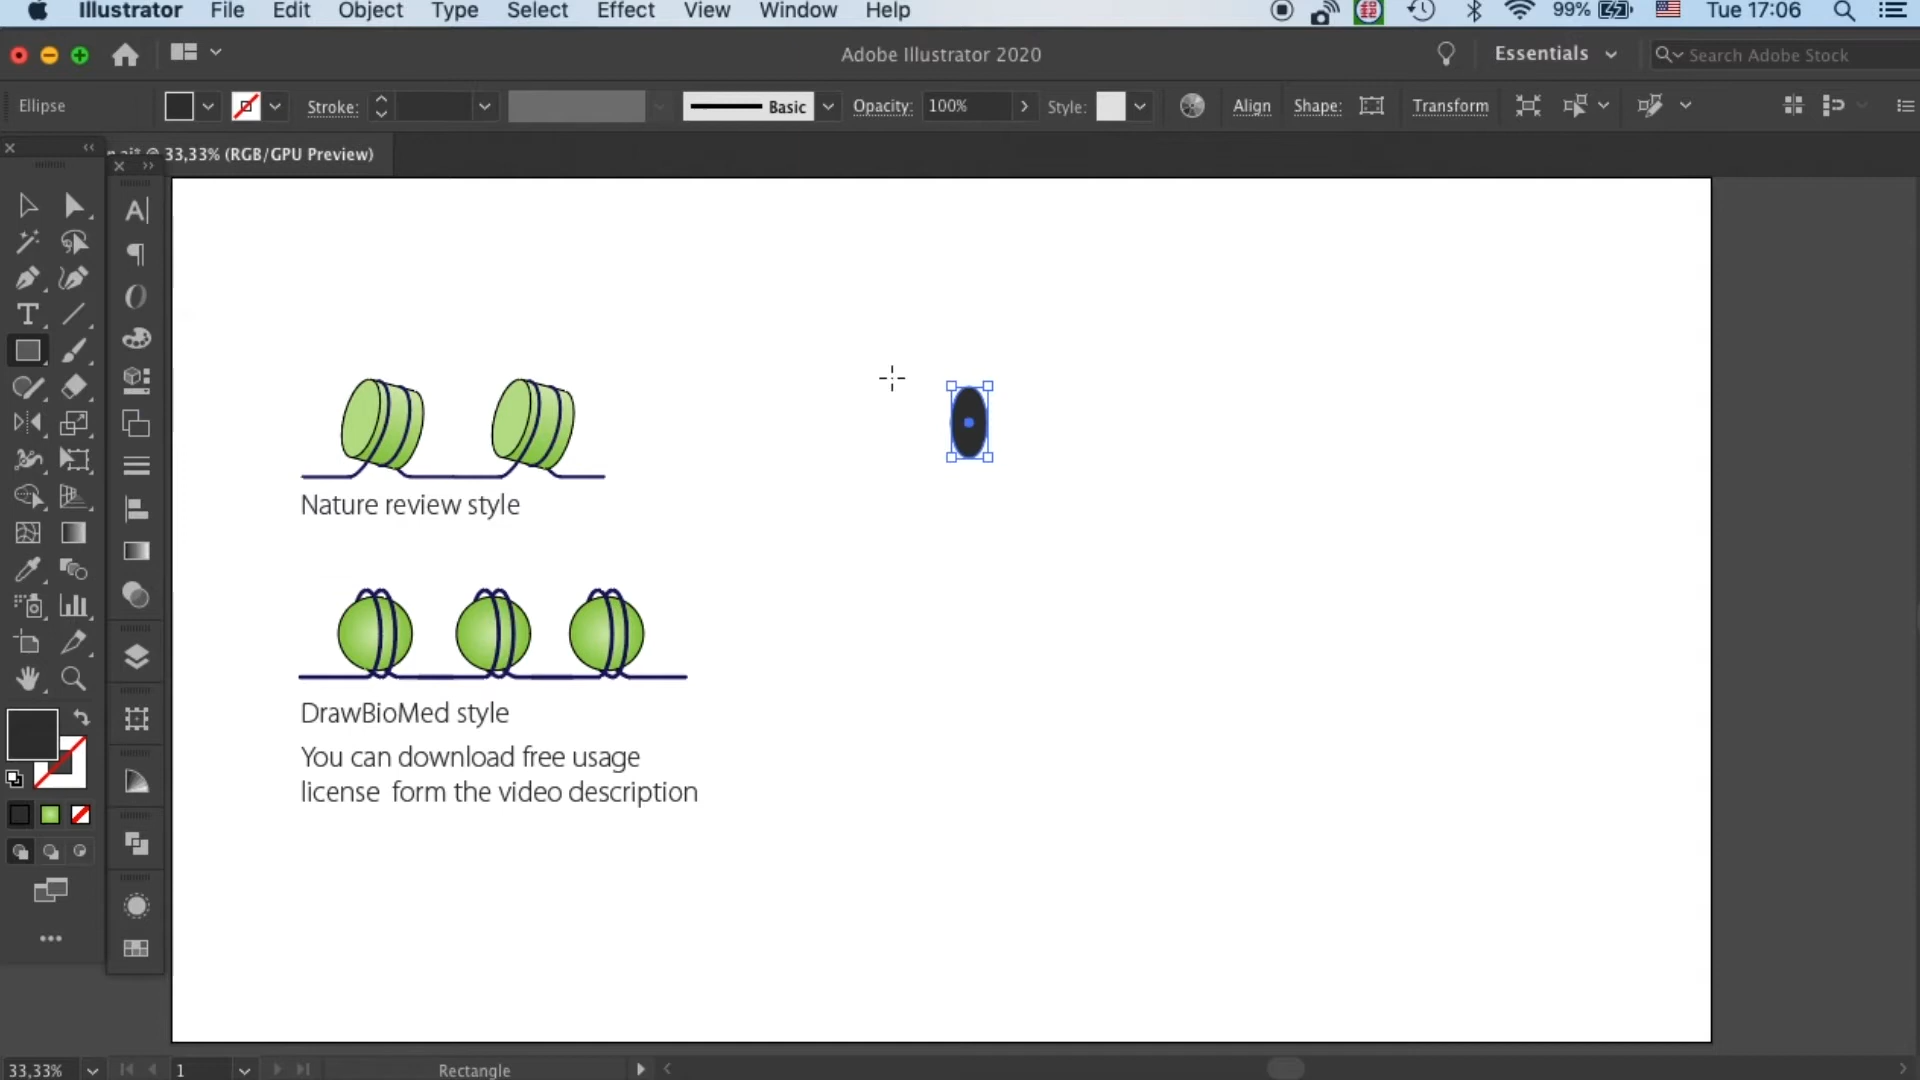 Illustrator File Edit Object Type Select Effect View Window Help 99% Tue 17:06
Adobe Illustrator 2020 Essentials Search Adobe Stock
Ellipse Stroke: Basic Opacity: 100% Style: Align Shape: Transform
33,33% (RGB/GPU Preview)
Nature review style
DrawBioMed style
You can download free usage
license form the video description
33,33% 1 Rectangle